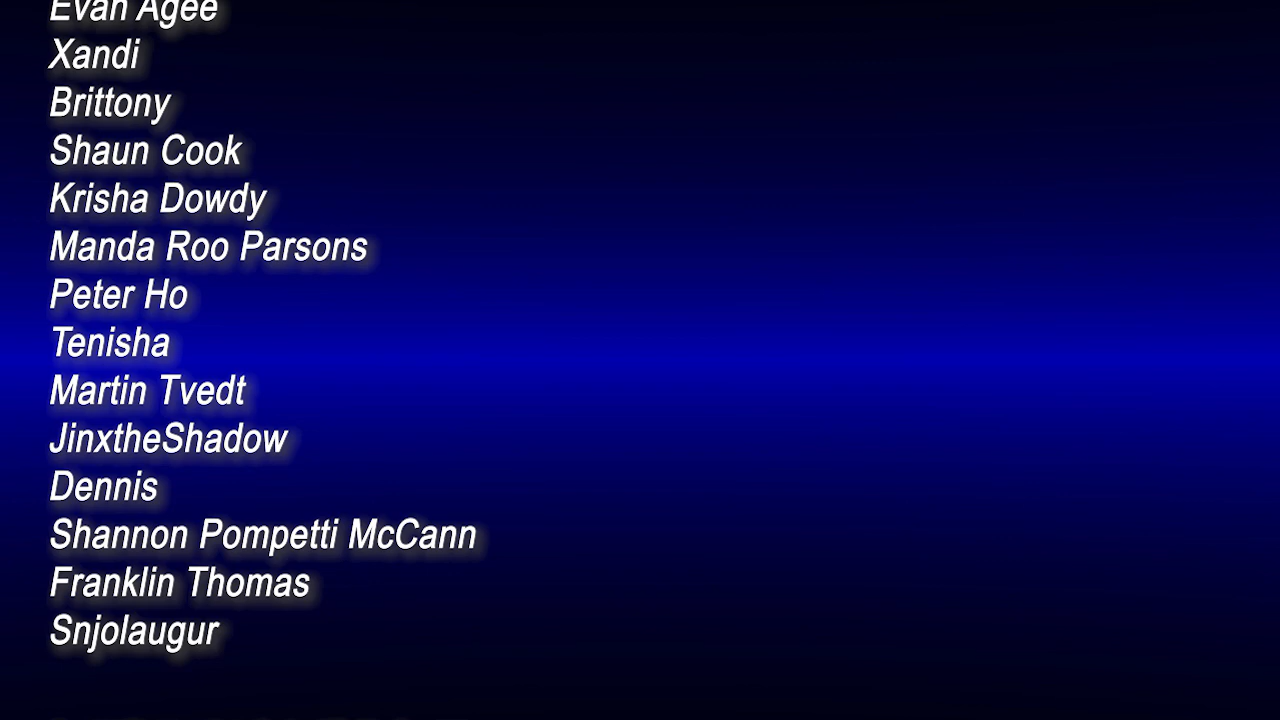 Evan Agee
Xandi
Brittony
Shaun Cook
Krisha Dowdy
Manda Roo Parsons
Peter Ho
Tenisha
Martin Tvedt
JinxtheShadow
Dennis
Shannon Pompetti McCann
Franklin Thomas
Snjolaugur